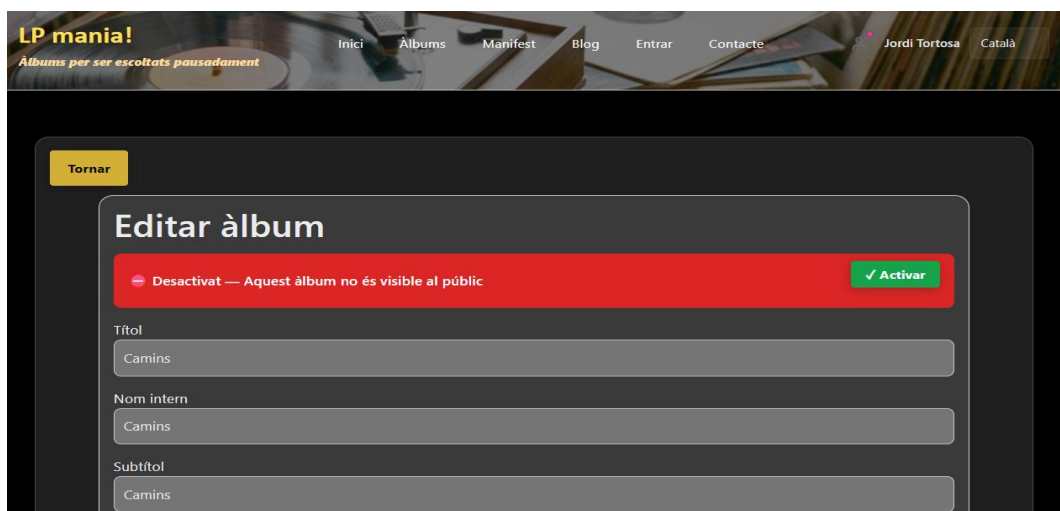 LP mania!
Àlbums per ser escoltats pausadament
Inici Àlbums Manifest Blog Entrar Contacte Jordi Tortosa Català
Tornar
Editar àlbum
Desactivat — Aquest àlbum no és visible al públic
✓ Activar
Títol
Camins
Nom intern
Camins
Subtítol
Camins